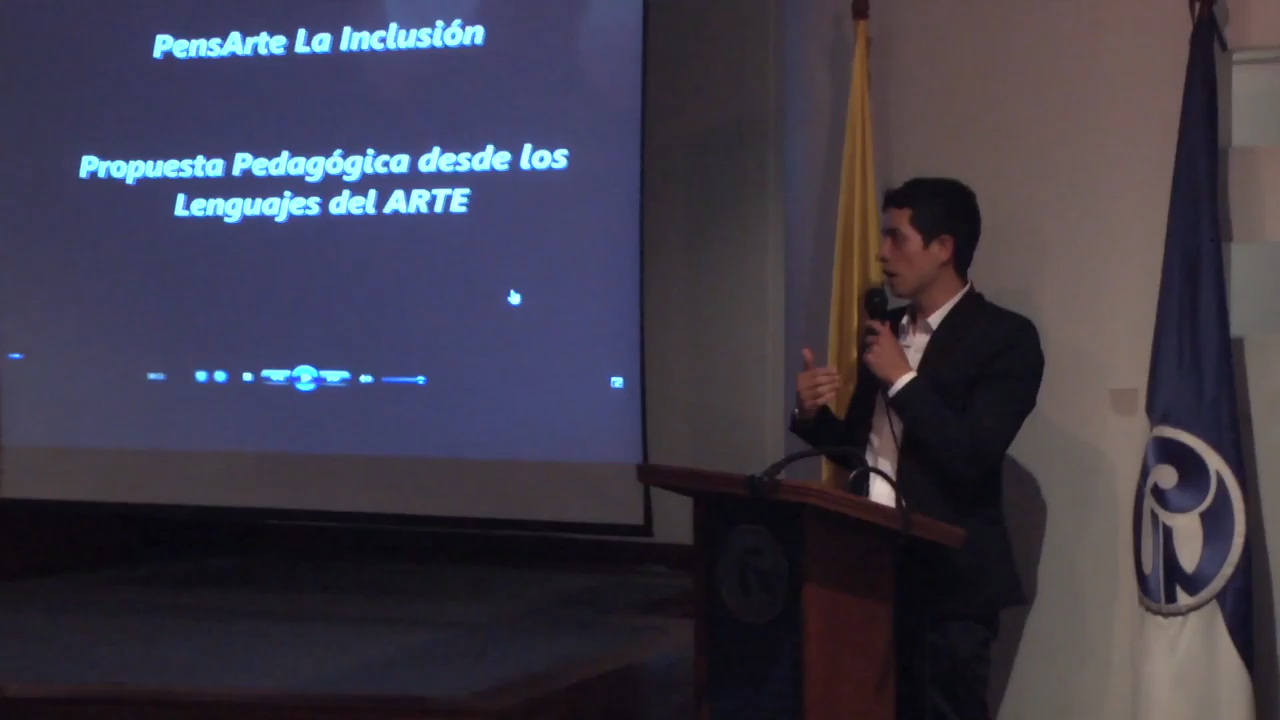 PensArte La Inclusión
Propuesta Pedagógica desde los
Lenguajes del ARTE